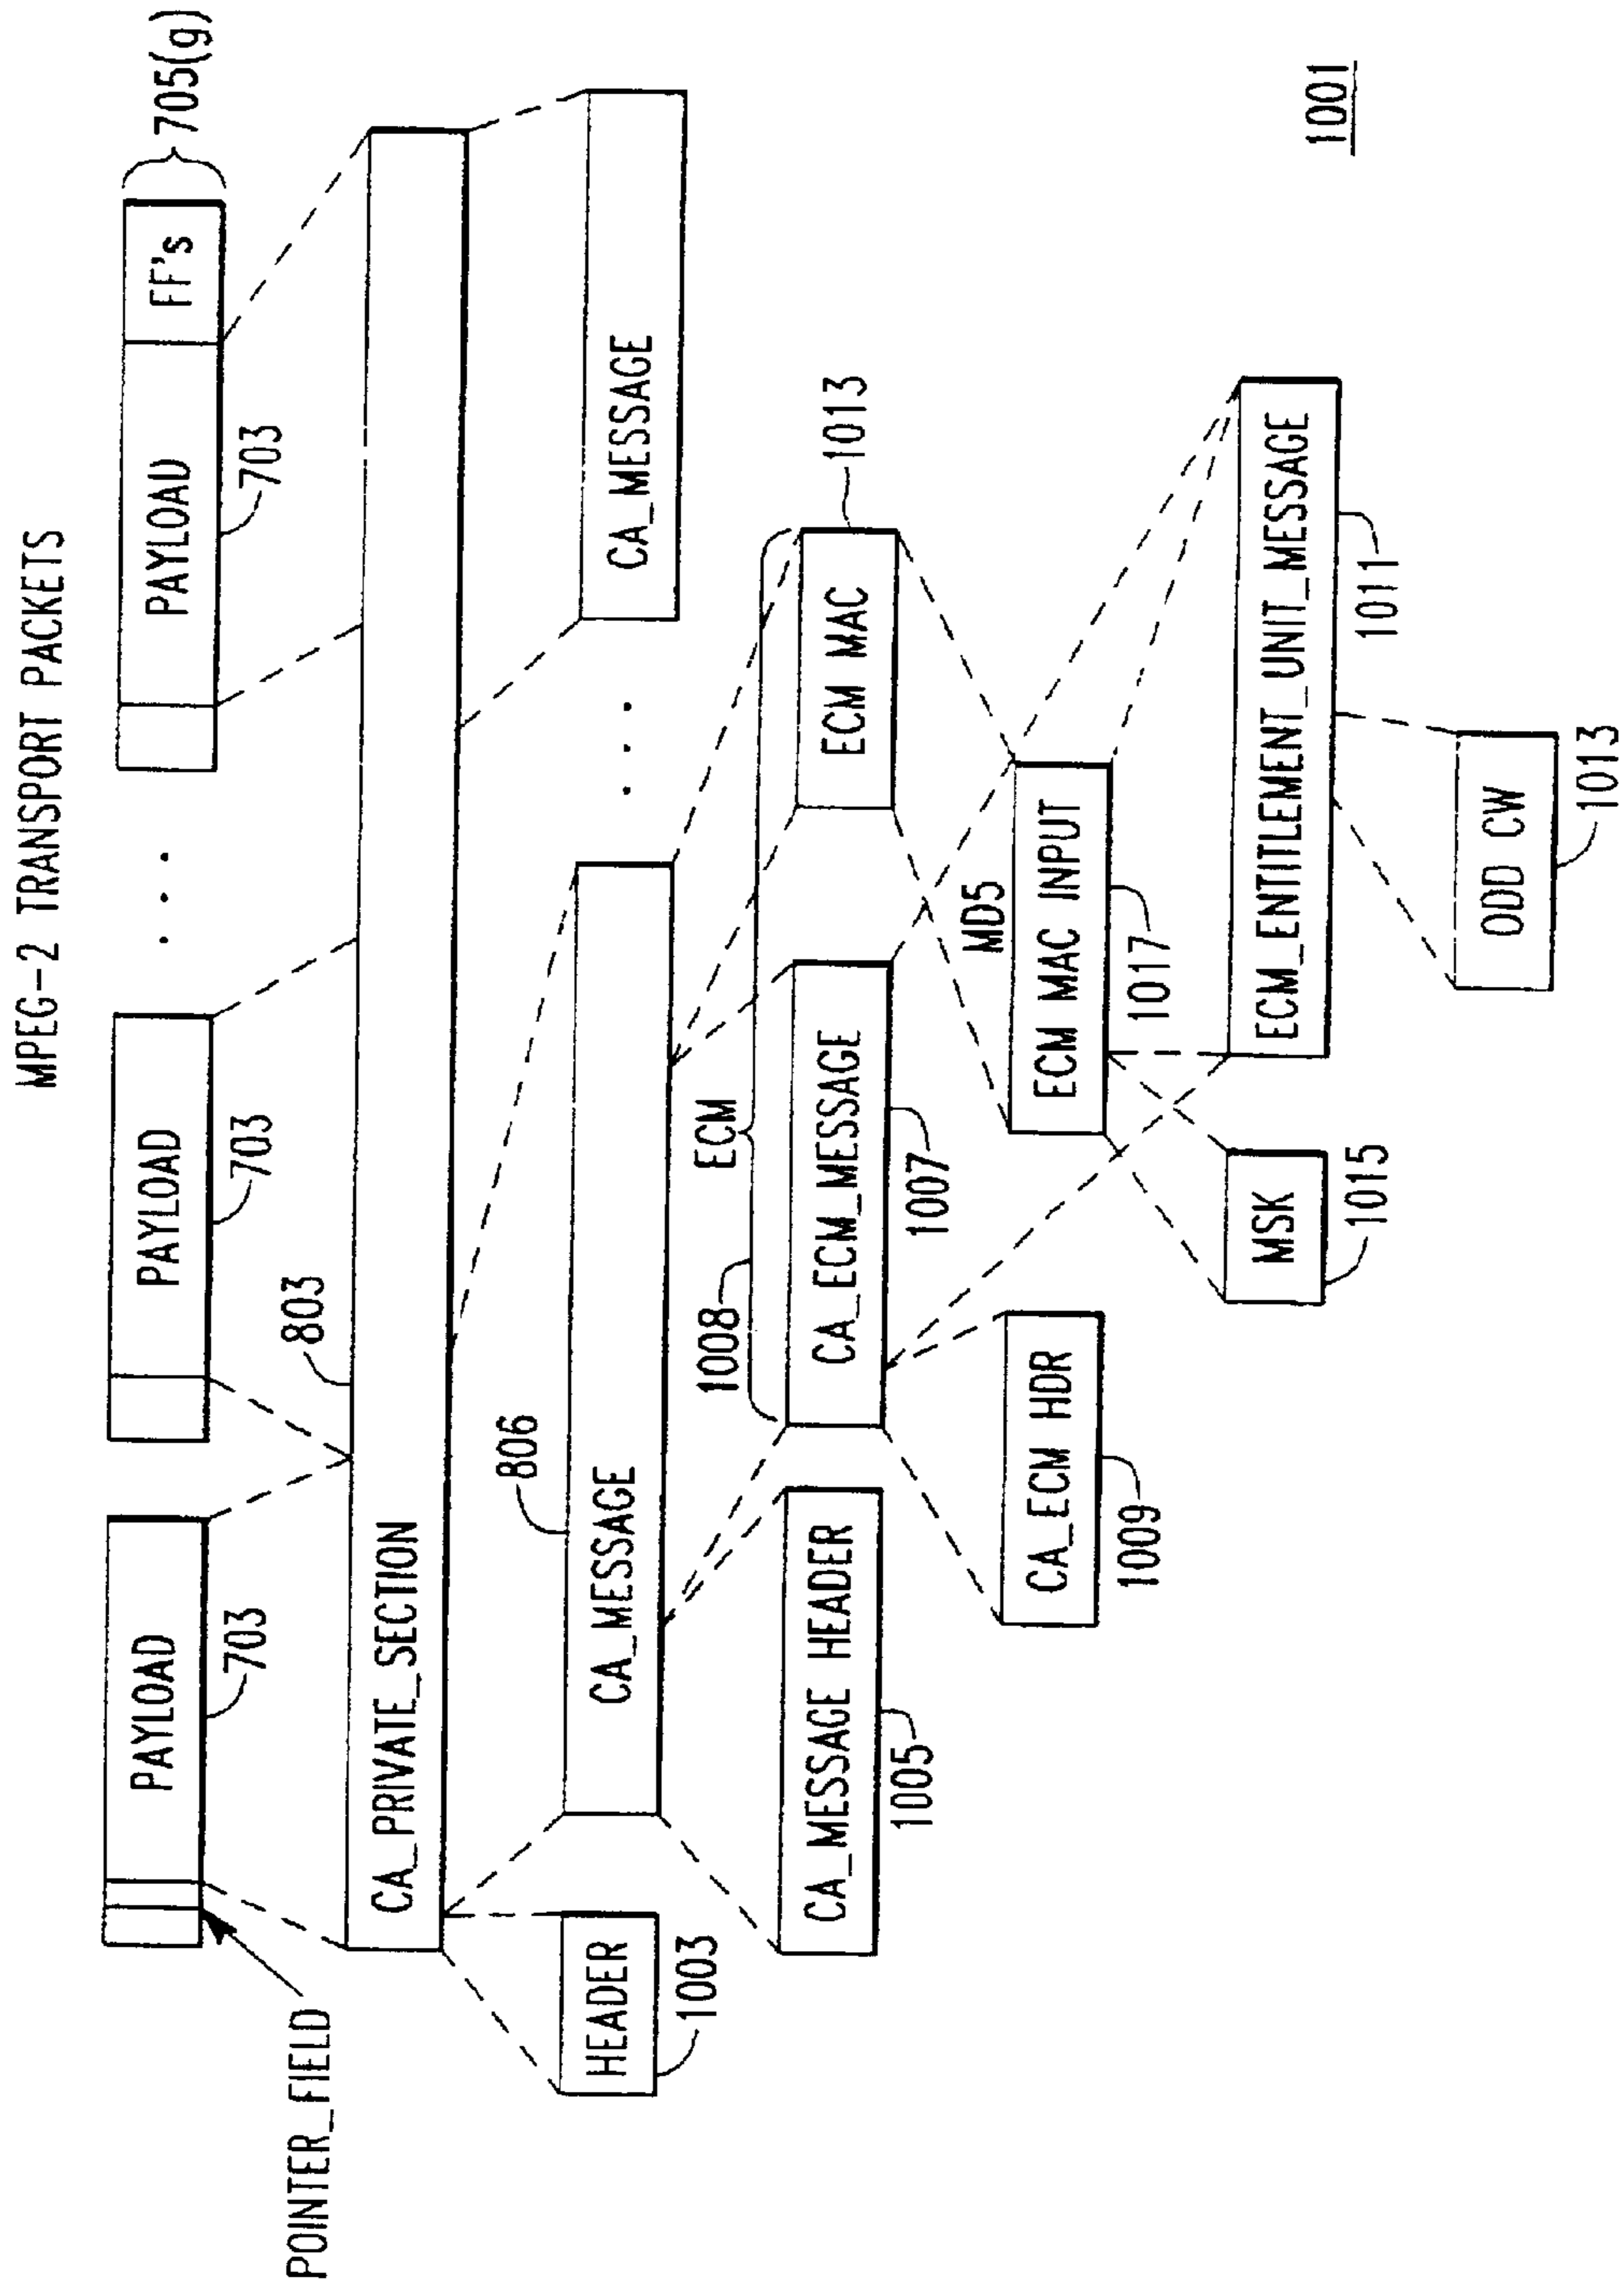 MPEG-2 TRANSPORT PACKETS
705(g)
PAYLOAD
PAYLOAD
. . .
PAYLOAD
FF's
703
703
703
POINTER_FIELD
803
CA_PRIVATE_SECTION
806
HEADER
1003
CA_MESSAGE
. . .
CA_MESSAGE
1008
ECM
CA_MESSAGE HEADER
1005
CA_ECM_MESSAGE
1007
ECM MAC
1013
MD5
CA_ECM HDR
1009
ECM MAC INPUT
1017
MSK
1015
ECM_ENTITLEMENT_UNIT_MESSAGE
1011
ODD CW
1013
1001